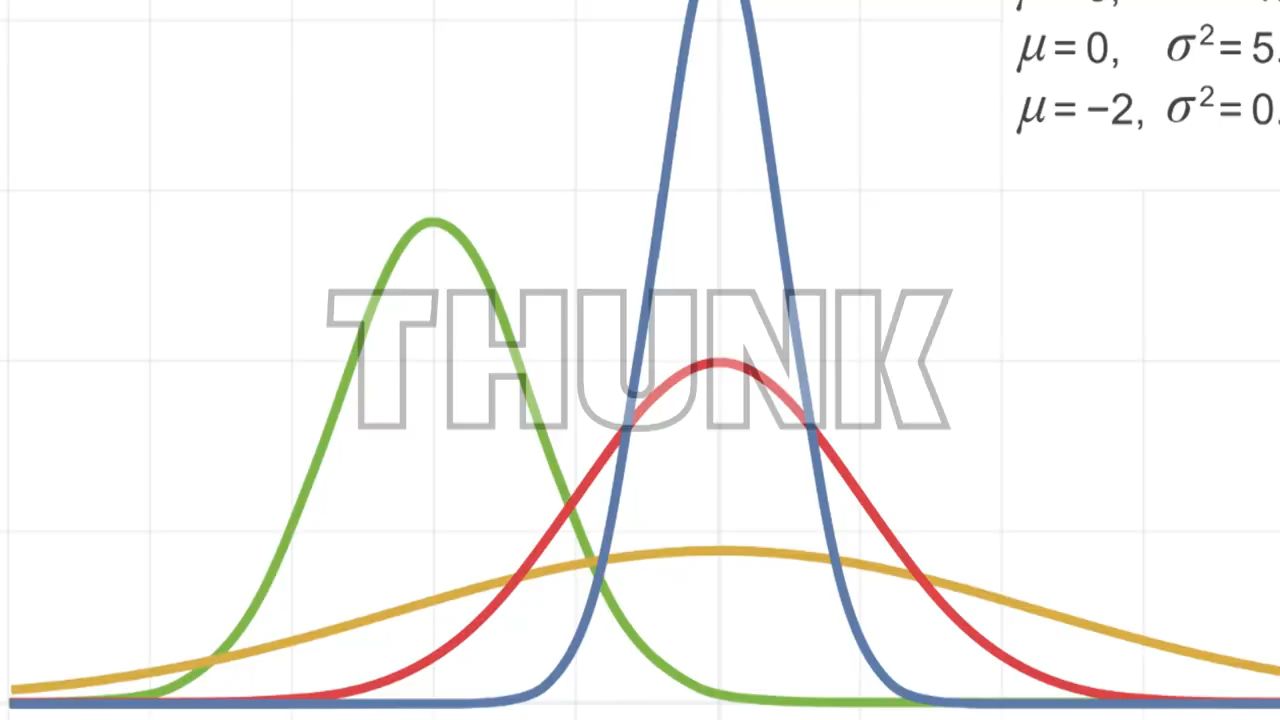 μ = 0, σ² = 5.
μ = −2, σ² = 0.
THUNK